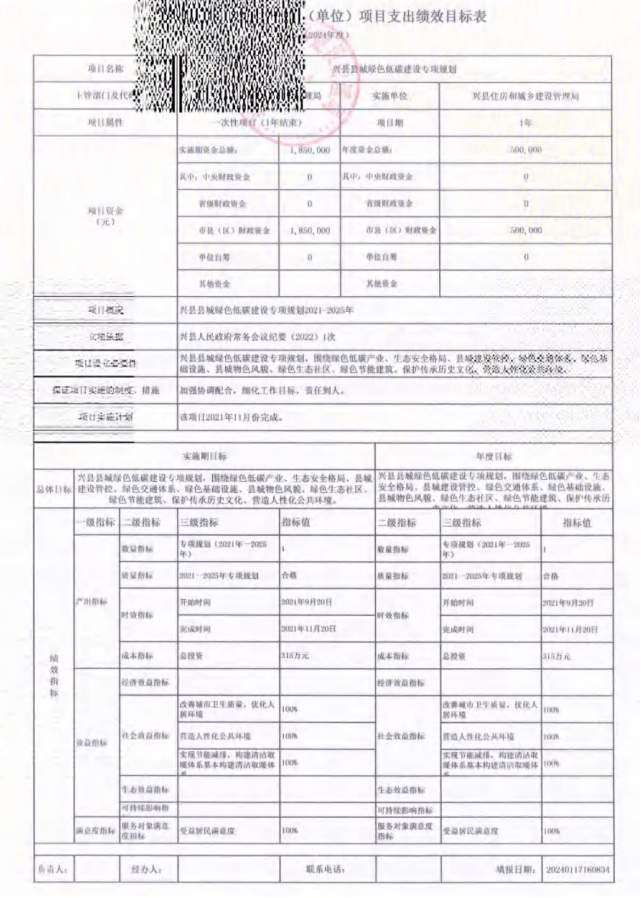 (单位)项目支出绩效目标表
2024年度)
项目名称 兴县县城绿色低碳建设专项规划
主管部门及代码 理局 实施单位 兴县住房和城乡建设管理局
项目属性 一次性项目(1年结束) 项目期 1年
项目资金
(元)
实施期资金总额: 1,850,000 年度资金总额: 500,000
其中: 中央财政资金 0 其中: 中央财政资金 0
省级财政资金 0 省级财政资金 0
市县(区)财政资金 1,850,000 市县(区)财政资金 500,000
单位自筹 0 单位自筹 0
其他资金 其他资金
项目概况 兴县县城绿色低碳建设专项规划2021-2025年
立项依据 兴县人民政府常务会议纪要(2022)1次
项目设立必要性 兴县县城绿色低碳建设专项规划,围绕绿色低碳产业、生态安全格局、县城建设管控、绿色交通体系、绿色基
础设施、县城物色风貌、绿色生态社区、绿色节能建筑、保护传承历史文化、营造人性化公共环境。
保证项目实施的制度、措施 加强协调配合,细化工作目标,责任到人。
项目实施计划 该项目2021年11月份完成。
实施期目标 年度目标
总体目标
兴县县城绿色低碳建设专项规划,围绕绿色低碳产业、生态安全格局、县城
建设管控、绿色交通体系、绿色基础设施、县城物色风貌、绿色生态社区、
绿色节能建筑、保护传承历史文化、营造人性化公共环境。
兴县县城绿色低碳建设专项规划,围绕绿色低碳产业、生态安
全格局、县城建设管控、绿色交通体系、绿色基础设施、
县城物色风貌、绿色生态社区、绿色节能建筑、保护传承历
史文化、营造人性化公共环境。
绩效指标
一级指标 二级指标 三级指标 指标值 二级指标 三级指标 指标值
产出指标
数量指标 专项规划(2021年—2025年) 1 数量指标 专项规划(2021年—2025年) 1
质量指标 2021—2025年专项规划 合格 质量指标 2021—2025年专项规划 合格
时效指标 开始时间 2021年9月20日 时效指标 开始时间 2021年9月20日
完成时间 2021年11月20日 完成时间 2021年11月20日
成本指标 总投资 315万元 成本指标 总投资 315万元
效益指标
经济效益指标 经济效益指标
社会效益指标 改善城市卫生质量,优化人居环境 100% 社会效益指标 改善城市卫生质量,优化人居环境 100%
营造人性化公共环境 100% 营造人性化公共环境 100%
实现节能减排、构建清洁取暖体系基本构建清洁取暖体 100% 实现节能减排、构建清洁取暖体系基本构建清洁取暖体 100%
生态效益指标 生态效益指标
可持续影响指 可持续影响指标
满意度指标 服务对象满意度指标 受益居民满意度 100% 服务对象满意度指标 受益居民满意度 100%
负责人: 经办人: 联系电话: 填报日期: 20240117160834